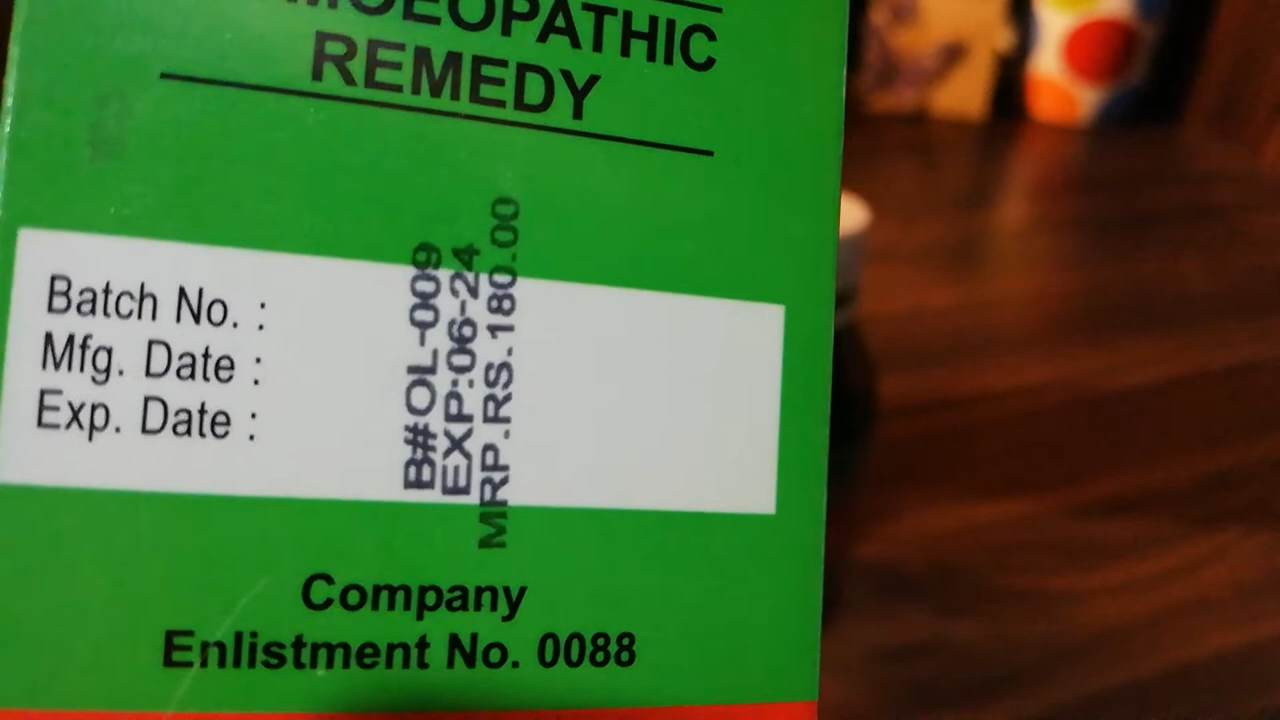 MOEOPATHIC
REMEDY
Batch No. :
Mfg. Date :
Exp. Date :
B#OL-009
EXP:06-24
MRP.RS.180.00
Company
Enlistment No. 0088